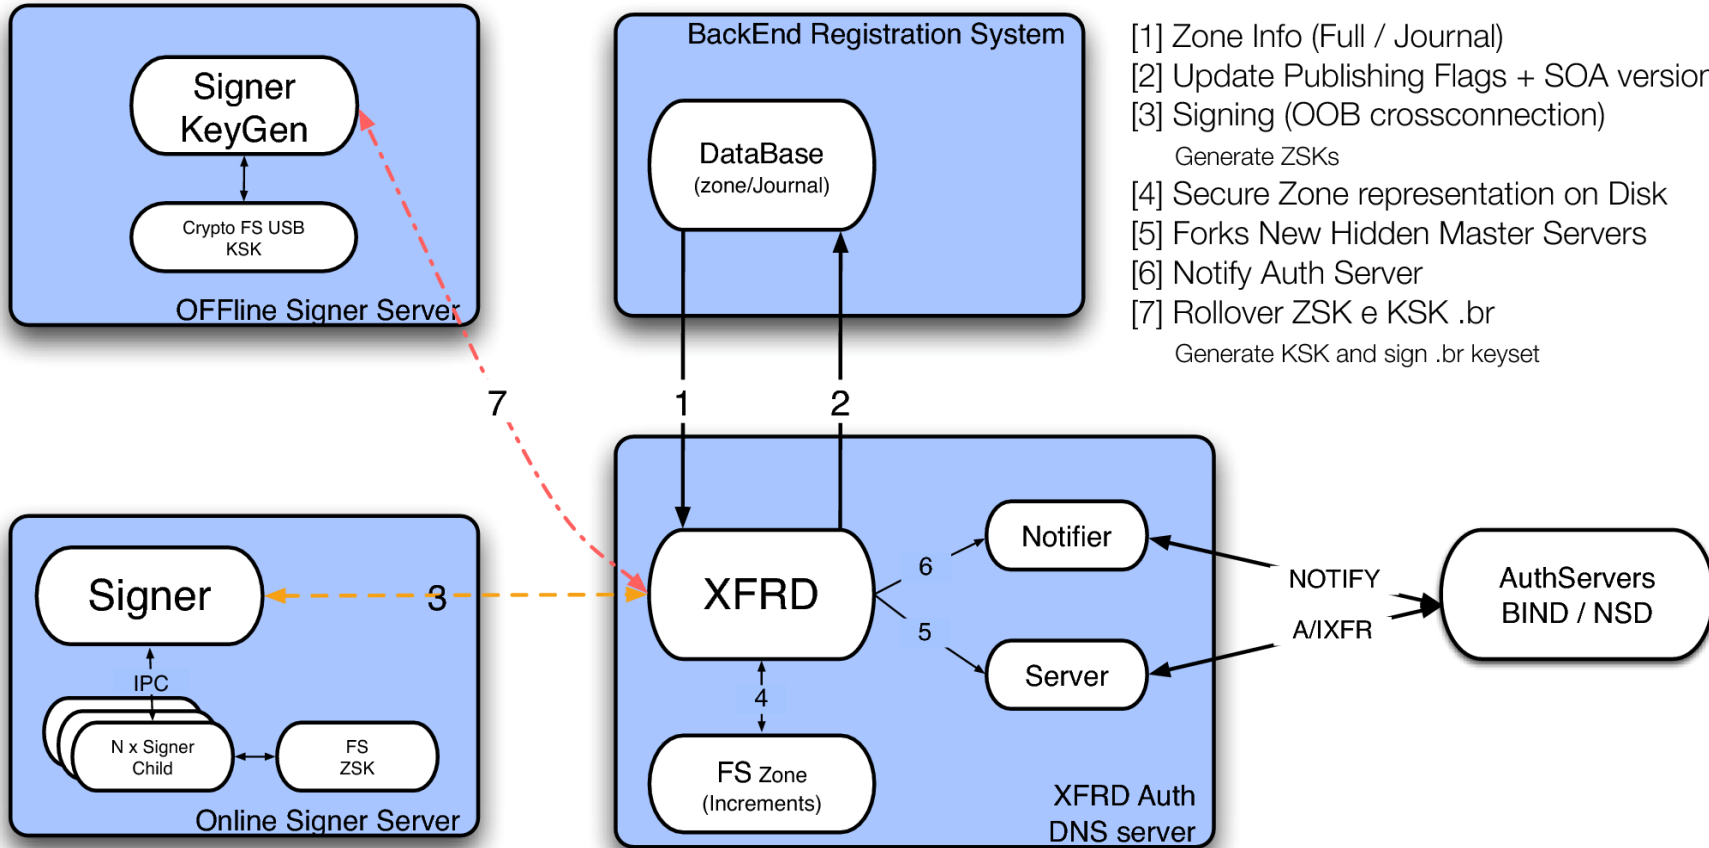 Signer
KeyGen
Crypto FS USB
KSK
OFFline Signer Server
BackEnd Registration System
DataBase
(zone/Journal)
[1] Zone Info (Full / Journal)
[2] Update Publishing Flags + SOA version
[3] Signing (OOB crossconnection)
Generate ZSKs
[4] Secure Zone representation on Disk
[5] Forks New Hidden Master Servers
[6] Notify Auth Server
[7] Rollover ZSK e KSK .br
Generate KSK and sign .br keyset
7
1
2
Signer
3
IPC
N x Signer
Child
FS
ZSK
Online Signer Server
XFRD
6
5
4
Notifier
Server
FS Zone
(Increments)
XFRD Auth
DNS server
NOTIFY
A/IXFR
AuthServers
BIND / NSD